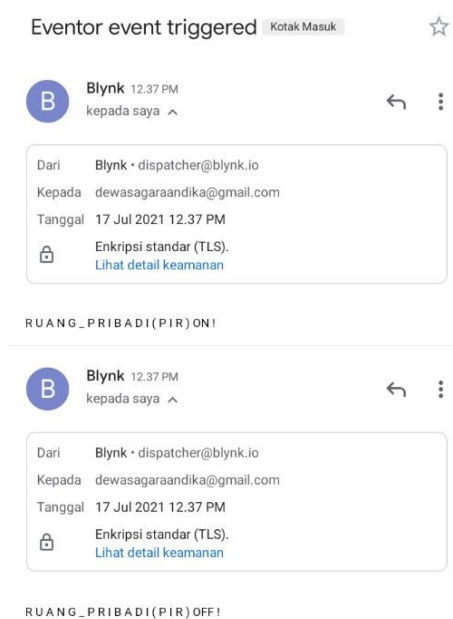 Eventor event triggered Kotak Masuk
B
Blynk 12.37 PM
kepada saya
Dari Blynk • dispatcher@blynk.io
Kepada dewasagaraandika@gmail.com
Tanggal 17 Jul 2021 12.37 PM
Enkripsi standar (TLS).
Lihat detail keamanan
RUANG_PRIBADI(PIR)ON!
B
Blynk 12.37 PM
kepada saya
Dari Blynk • dispatcher@blynk.io
Kepada dewasagaraandika@gmail.com
Tanggal 17 Jul 2021 12.37 PM
Enkripsi standar (TLS).
Lihat detail keamanan
RUANG_PRIBADI(PIR)OFF!